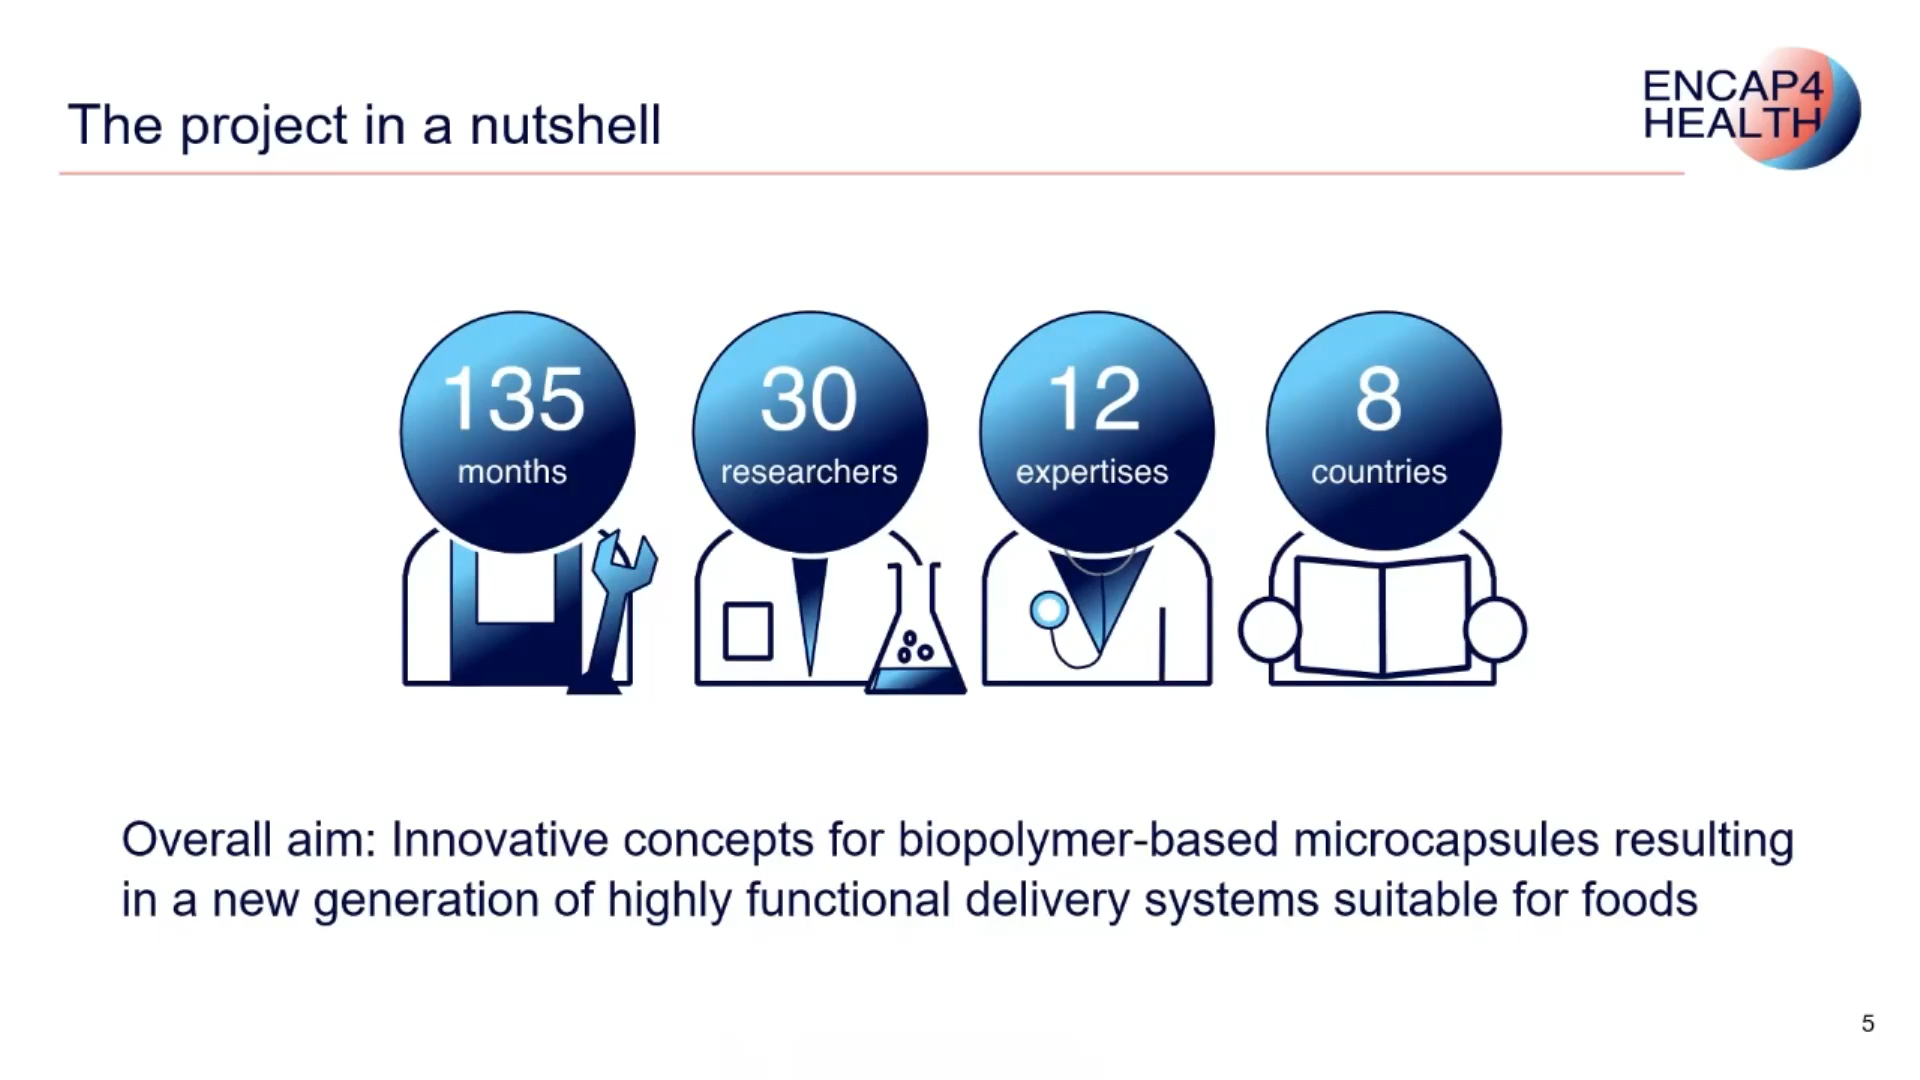 The project in a nutshell
ENCAP4
HEALTH
135
months
30
researchers
12
expertises
8
countries
Overall aim: Innovative concepts for biopolymer-based microcapsules resulting
in a new generation of highly functional delivery systems suitable for foods
5